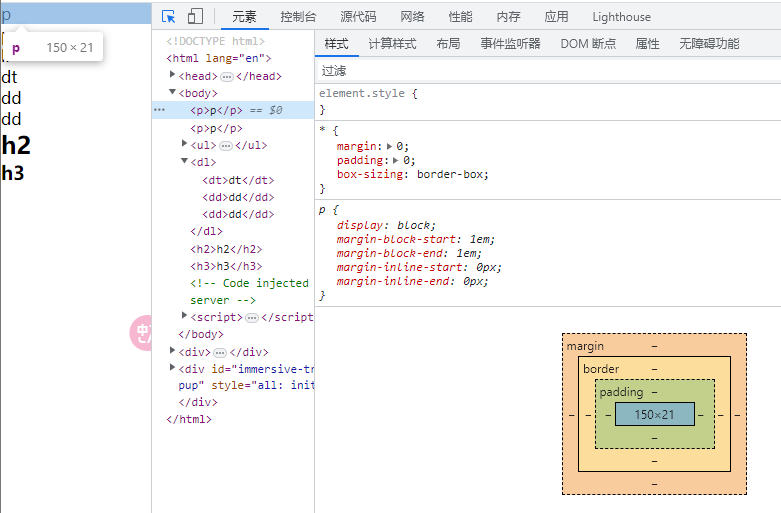 p
p 150 × 21
dt
dd
dd
h2
h3
元素 控制台 源代码 网络 性能 内存 应用 Lighthouse
<!DOCTYPE html>
<html lang="en">
<head> ⋯ </head>
<body>
⋯ <p>p</p> == $0
<p>p</p>
<ul> ⋯ </ul>
<dl>
<dt>dt</dt>
<dd>dd</dd>
<dd>dd</dd>
</dl>
<h2>h2</h2>
<h3>h3</h3>
<!-- Code injected
server -->
<script> ⋯ </script
</body>
<div> ⋯ </div>
<div id="immersive-tr
pup" style="all: init
</div>
</html>
样式 计算样式 布局 事件监听器 DOM 断点 属性 无障碍功能
过滤
element.style {
}
* {
margin: 0;
padding: 0;
box-sizing: border-box;
}
p {
display: block;
margin-block-start: 1em;
margin-block-end: 1em;
margin-inline-start: 0px;
margin-inline-end: 0px;
}
margin –
border –
padding –
– – – 150×21 – – –
–
–
–